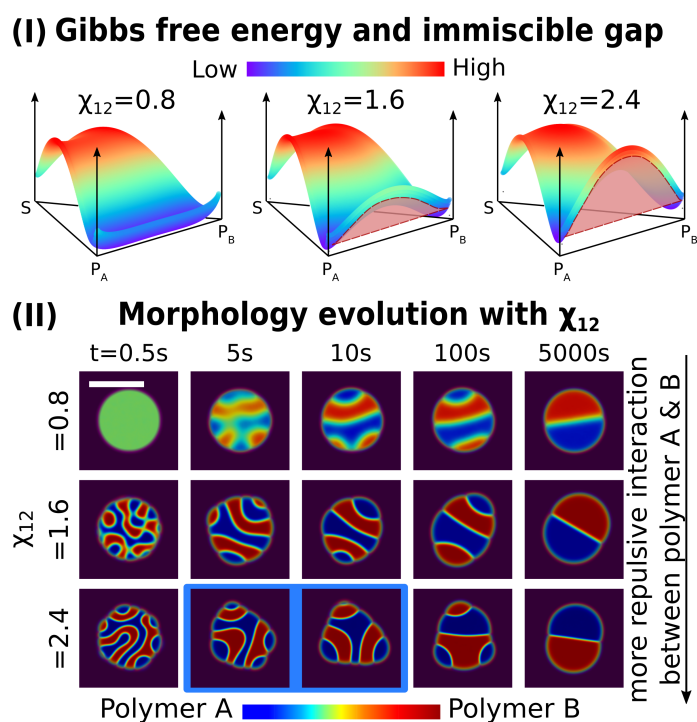 (I) Gibbs free energy and immiscible gap
Low High
χ12=0.8 χ12=1.6 χ12=2.4
S S S
PB PB PB
PA PA PA
(II) Morphology evolution with χ12
t=0.5s 5s 10s 100s 5000s
χ12
=0.8
=1.6
=2.4
more repulsive interaction
between polymer A & B
Polymer A Polymer B